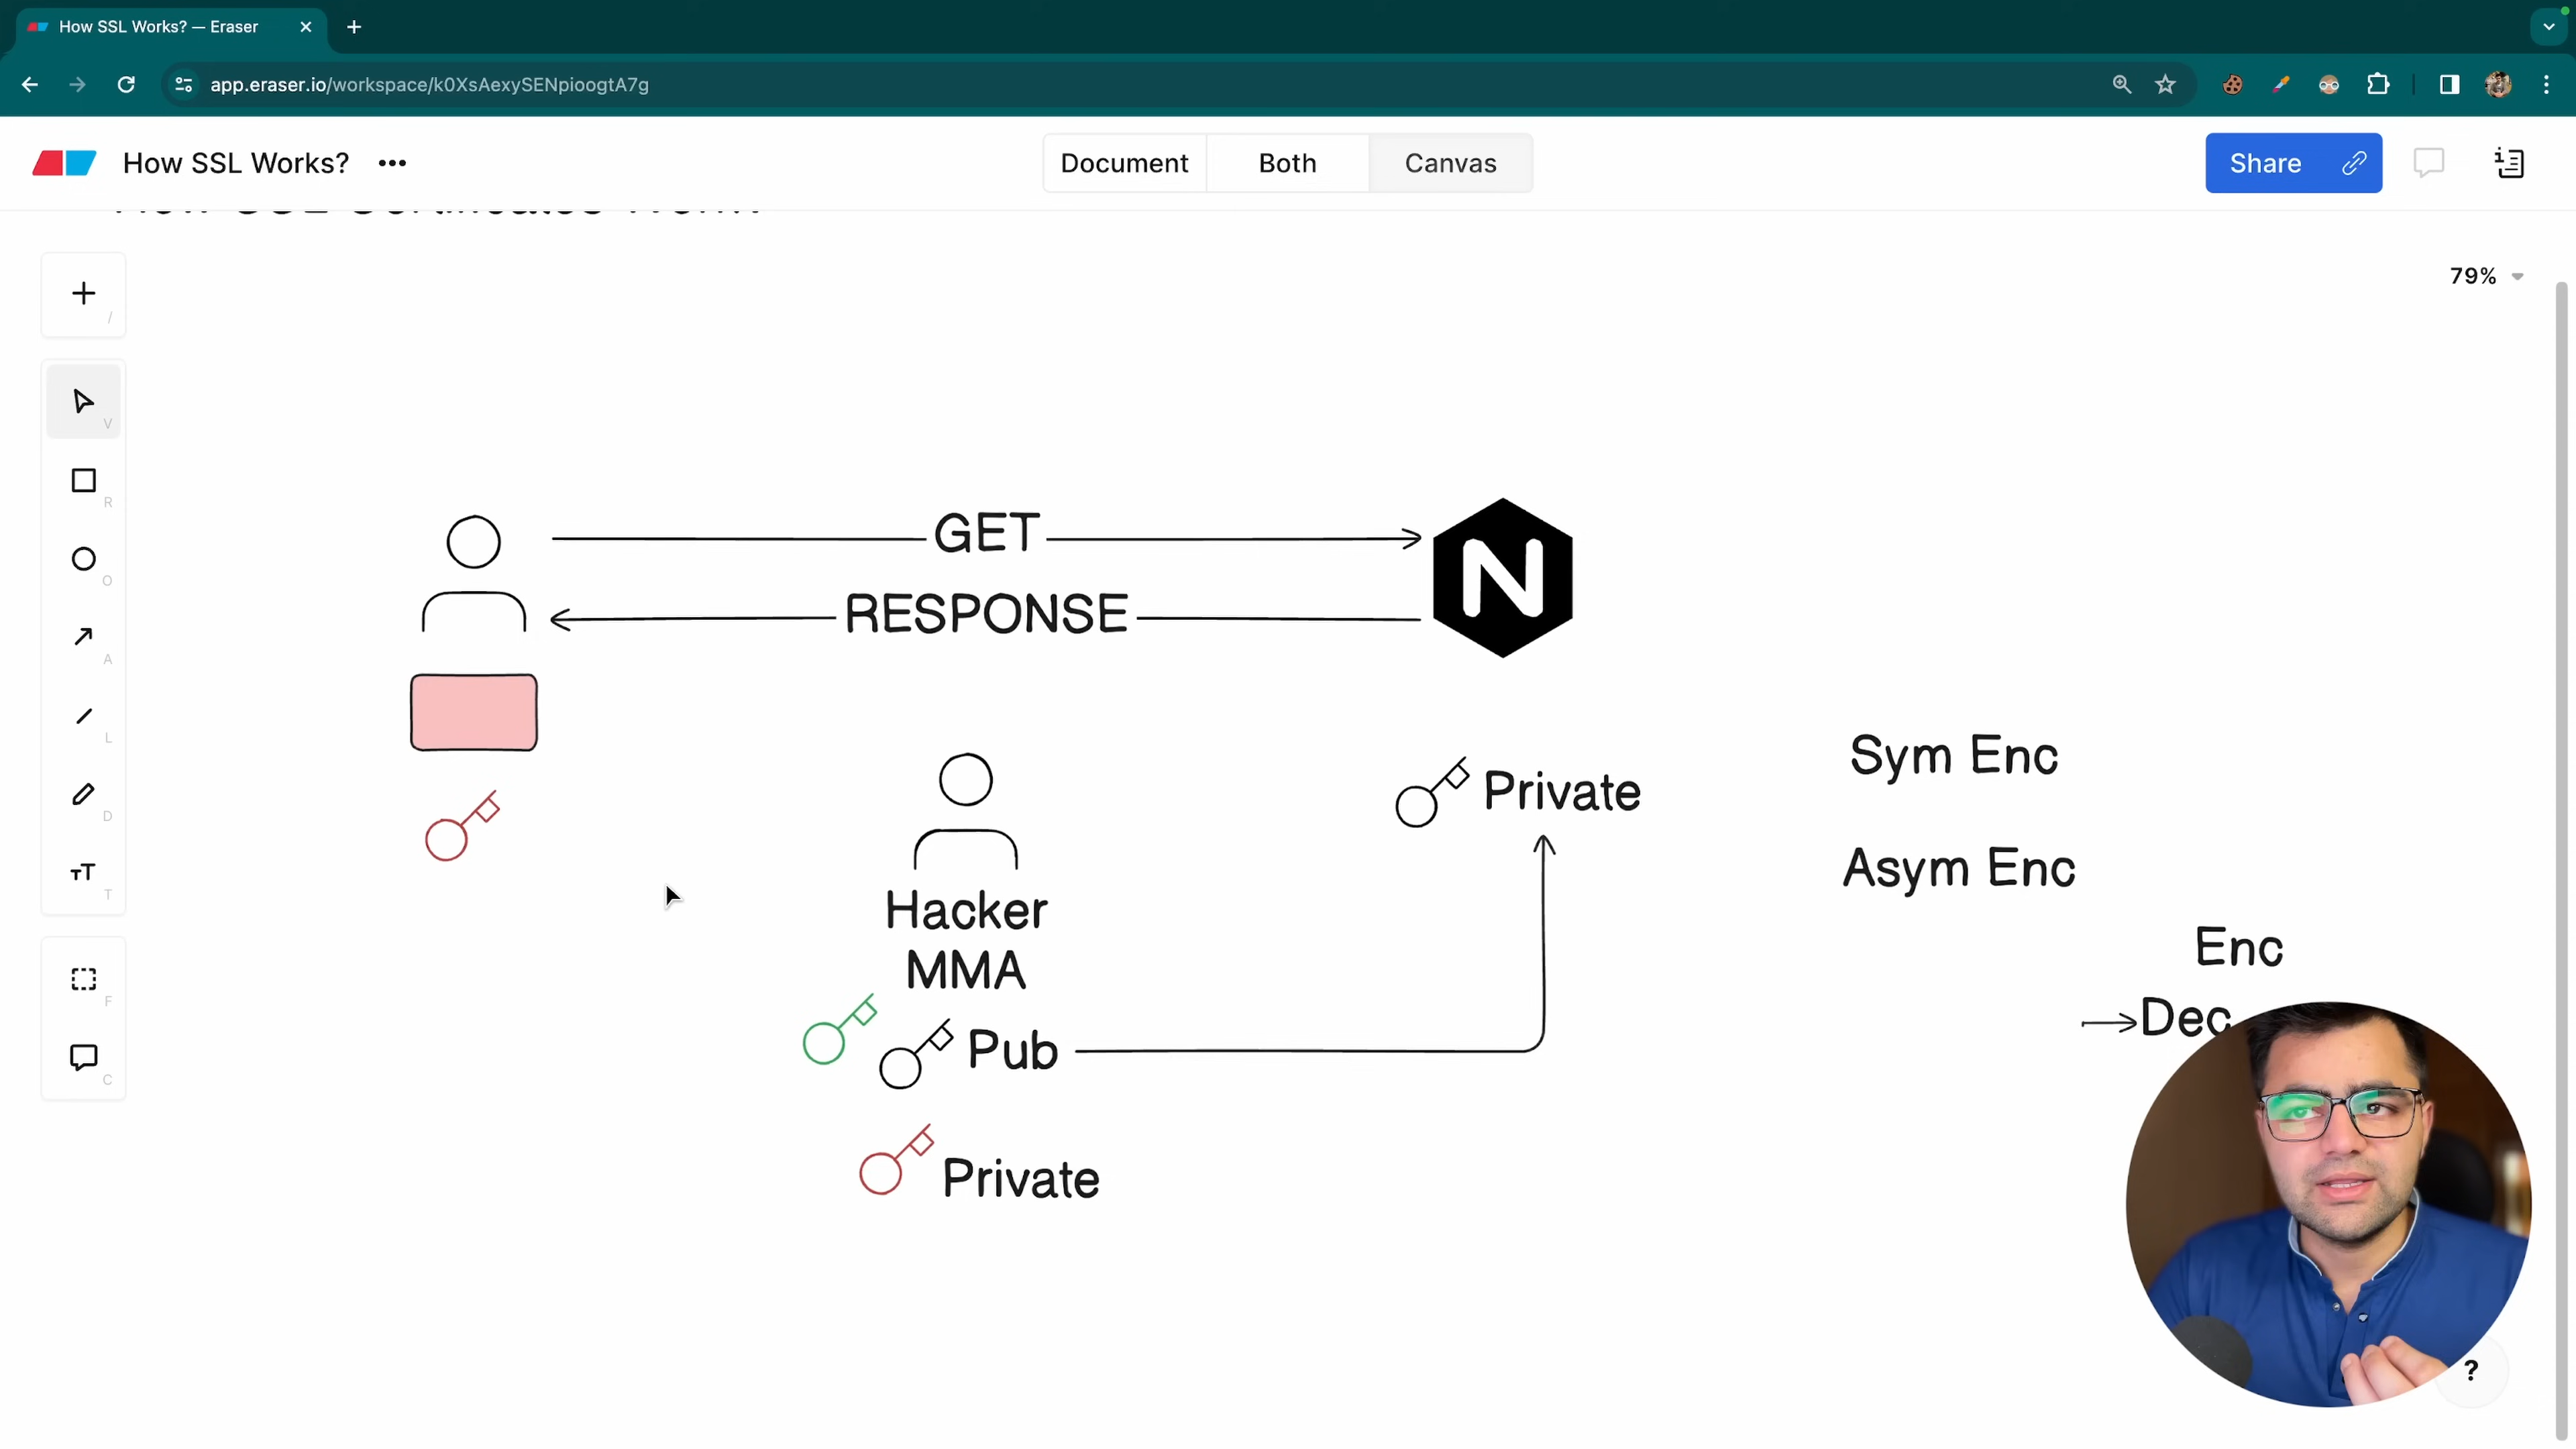 How SSL Works? — Eraser
app.eraser.io/workspace/k0XsAexySENpioogtA7g
How SSL Works?
Document
Both
Canvas
Share
79%
/
V
R
O
A
L
D
T
F
C
GET
RESPONSE
N
Hacker
MMA
Pub
Private
Private
Sym Enc
Asym Enc
Enc
Dec
?